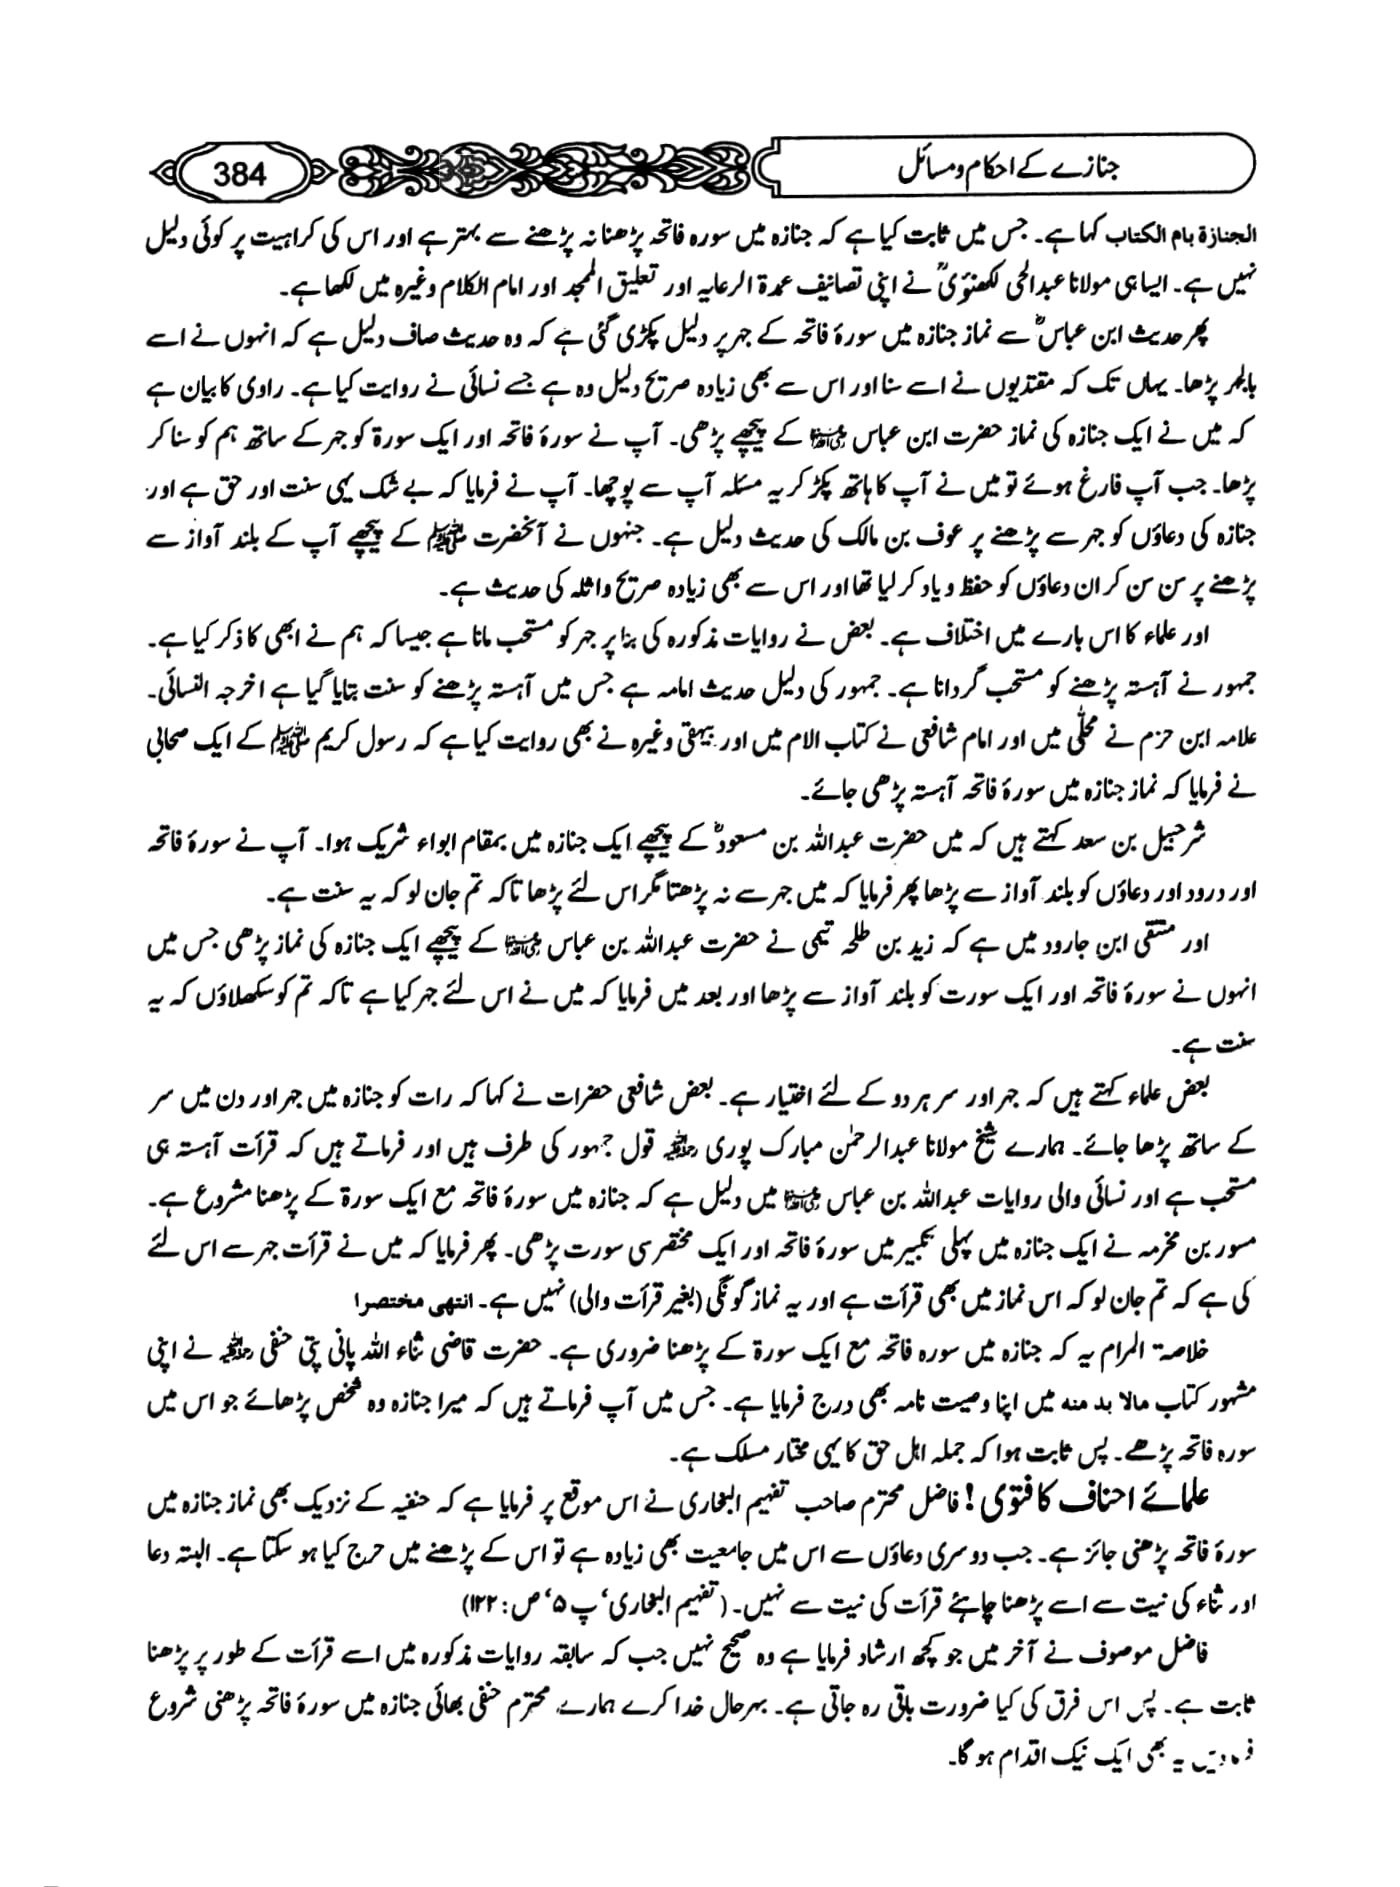 جنازے کے احکام و مسائل
384
الجنازة بام الکتاب کہا ہے۔ جس میں ثابت کیا ہے کہ جنازہ میں سورہ فاتحہ پڑھنا نہ پڑھنے سے بہتر ہے اور اس کی کراہیت پر کوئی دلیل
نہیں ہے۔ ایسا ہی مولانا عبدالحی لکھنؤیؒ نے اپنی تصانیف عمدۃ الرعایہ اور تعلیق الممجد اور امام الکلام وغیرہ میں لکھا ہے۔
پھر حدیث ابن عباسؓ سے نماز جنازہ میں سورۂ فاتحہ کے جہر پر دلیل پکڑی گئی ہے کہ وہ حدیث صاف دلیل ہے کہ انہوں نے اسے
بالجہر پڑھا۔ یہاں تک کہ مقتدیوں نے اسے سنا اور اس سے بھی زیادہ صریح دلیل وہ ہے جسے نسائی نے روایت کیا ہے۔ راوی کا بیان ہے
کہ میں نے ایک جنازہ کی نماز حضرت ابن عباس رضی اللہ عنہما کے پیچھے پڑھی۔ آپ نے سورۂ فاتحہ اور ایک سورۃ کو جہر کے ساتھ ہم کو سنا کر
پڑھا۔ جب آپ فارغ ہوئے تو میں نے آپ کا ہاتھ پکڑ کر یہ مسئلہ آپ سے پوچھا۔ آپ نے فرمایا کہ بے شک یہی سنت اور حق ہے اور
جنازہ کی دعاؤں کو جہر سے پڑھنے پر عوف بن مالک کی حدیث دلیل ہے۔ جنہوں نے آنحضرت ﷺ کے پیچھے آپ کے بلند آواز سے
پڑھنے پر سن سن کر ان دعاؤں کو حفظ و یاد کر لیا تھا اور اس سے بھی زیادہ صریح واثلہ کی حدیث ہے۔
اور علماء کا اس بارے میں اختلاف ہے۔ بعض نے روایات مذکورہ کی بنا پر جہر کو مستحب مانا ہے جیسا کہ ہم نے ابھی کا ذکر کیا ہے۔
جمہور نے آہستہ پڑھنے کو مستحب گردانا ہے۔ جمہور کی دلیل حدیث امامہ ہے جس میں آہستہ پڑھنے کو سنت بتایا گیا ہے اخرجہ النسائی۔
علامہ ابن حزم نے محلّٰی میں اور امام شافعی نے کتاب الام میں اور بیہقی وغیرہ نے بھی روایت کیا ہے کہ رسول کریم ﷺ کے ایک صحابی
نے فرمایا کہ نماز جنازہ میں سورۂ فاتحہ آہستہ پڑھی جائے۔
شرحبیل بن سعد کہتے ہیں کہ میں حضرت عبداللہ بن مسعودؓ کے پیچھے ایک جنازہ میں بمقام ابواء شریک ہوا۔ آپ نے سورۂ فاتحہ
اور درود اور دعاؤں کو بلند آواز سے پڑھا پھر فرمایا کہ میں جہر سے نہ پڑھتا مگر اس لئے پڑھا تاکہ تم جان لو کہ یہ سنت ہے۔
اور منتقی ابن جارود میں ہے کہ زید بن طلحہ تیمی نے حضرت عبداللہ بن عباس رضی اللہ عنہما کے پیچھے ایک جنازہ کی نماز پڑھی جس میں
انہوں نے سورۂ فاتحہ اور ایک سورت کو بلند آواز سے پڑھا اور بعد میں فرمایا کہ میں نے اس لئے جہر کیا ہے تاکہ تم کو سکھلاؤں کہ یہ
سنت ہے۔
بعض علماء کہتے ہیں کہ جہر اور سر ہر دو کے لئے اختیار ہے۔ بعض شافعی حضرات نے کہا کہ رات کو جنازہ میں جہر اور دن میں سر
کے ساتھ پڑھا جائے۔ ہمارے شیخ مولانا عبدالرحمٰن مبارک پوری رحمۃ اللہ علیہ قول جمہور کی طرف ہیں اور فرماتے ہیں کہ قرأت آہستہ ہی
مستحب ہے اور نسائی والی روایات عبداللہ بن عباس رضی اللہ عنہما میں دلیل ہے کہ جنازہ میں سورۂ فاتحہ مع ایک سورۃ کے پڑھنا مشروع ہے۔
مسور بن مخرمہ نے ایک جنازہ میں پہلی تکبیر میں سورۂ فاتحہ اور ایک مختصر سی سورت پڑھی۔ پھر فرمایا کہ میں نے قرأت جہر سے اس لئے
کی ہے کہ تم جان لو کہ اس نماز میں بھی قرأت ہے اور یہ نماز گونگی (بغیر قرأت والی) نہیں ہے۔ انتھی مختصرا
خلاصۃ المرام یہ کہ جنازہ میں سورہ فاتحہ مع ایک سورۃ کے پڑھنا ضروری ہے۔ حضرت قاضی ثناء اللہ پانی پتی حنفی رحمۃ اللہ علیہ نے اپنی
مشہور کتاب مالا بد منہ میں اپنا وصیت نامہ بھی درج فرمایا ہے۔ جس میں آپ فرماتے ہیں کہ میرا جنازہ وہ شخص پڑھائے جو اس میں
سورہ فاتحہ پڑھے۔ پس ثابت ہوا کہ جملہ اہل حق کا یہی مختار مسلک ہے۔
علمائے احناف کا فتوی! فاضل محترم صاحب تفہیم البخاری نے اس موقع پر فرمایا ہے کہ حنفیہ کے نزدیک بھی نماز جنازہ میں
سورۂ فاتحہ پڑھنی جائز ہے۔ جب دوسری دعاؤں سے اس میں جامعیت بھی زیادہ ہے تو اس کے پڑھنے میں حرج کیا ہو سکتا ہے۔ البتہ دعا
اور ثناء کی نیت سے اسے پڑھنا چاہئے قرأت کی نیت سے نہیں۔ (تفہیم البخاری‘ پ ۵‘ ص: ۱۲۲)
فاضل موصوف نے آخر میں جو کچھ ارشاد فرمایا ہے وہ صحیح نہیں جب کہ سابقہ روایات مذکورہ میں اسے قرأت کے طور پر پڑھنا
ثابت ہے۔ پس اس فرق کی کیا ضرورت باقی رہ جاتی ہے۔ بہرحال خدا کرے ہمارے محترم حنفی بھائی جنازہ میں سورۂ فاتحہ پڑھنی شروع
فرما دیں یہ بھی ایک نیک اقدام ہو گا۔